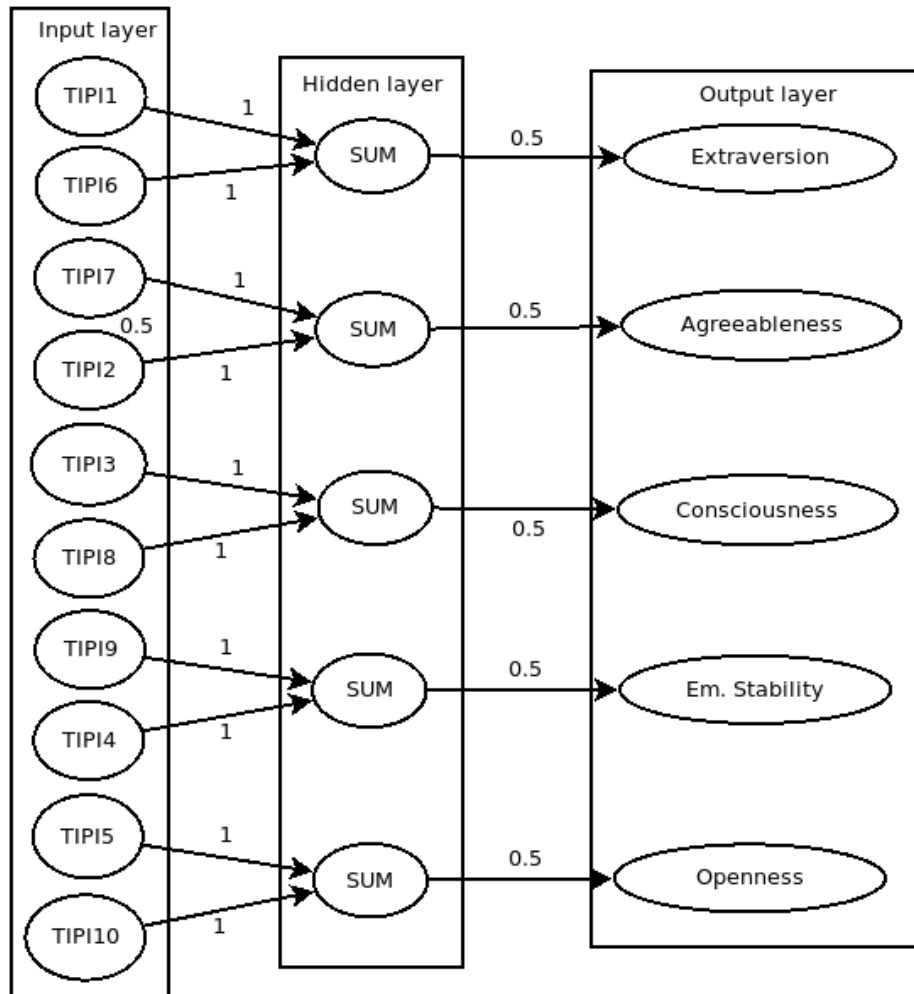 Input layer
Hidden layer
Output layer
TIPI1
1
SUM
0.5
Extraversion
TIPI6
1
TIPI7
1
SUM
0.5
Agreeableness
0.5
TIPI2
1
TIPI3
1
SUM
0.5
Consciousness
TIPI8
1
TIPI9
1
SUM
0.5
Em. Stability
TIPI4
1
TIPI5
1
SUM
0.5
Openness
TIPI10
1